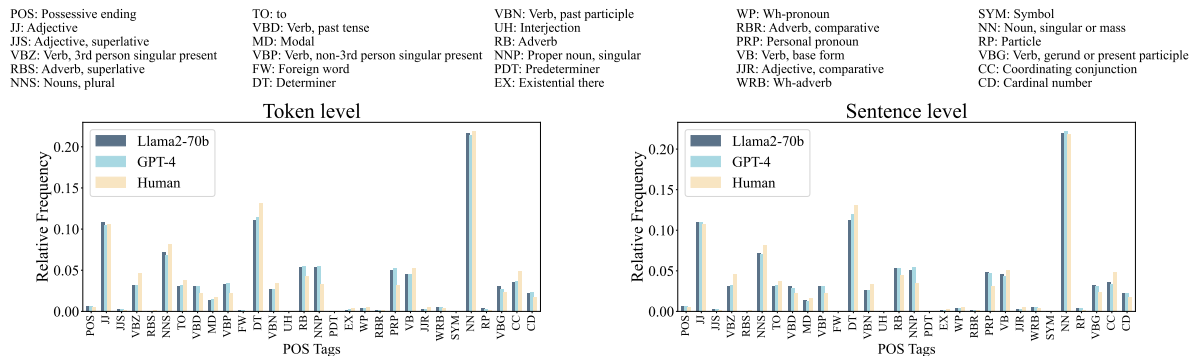 POS: Possessive ending
JJ: Adjective
JJS: Adjective, superlative
VBZ: Verb, 3rd person singular present
RBS: Adverb, superlative
NNS: Nouns, plural
TO: to
VBD: Verb, past tense
MD: Modal
VBP: Verb, non-3rd person singular present
FW: Foreign word
DT: Determiner
VBN: Verb, past participle
UH: Interjection
RB: Adverb
NNP: Proper noun, singular
PDT: Predeterminer
EX: Existential there
WP: Wh-pronoun
RBR: Adverb, comparative
PRP: Personal pronoun
VB: Verb, base form
JJR: Adjective, comparative
WRB: Wh-adverb
SYM: Symbol
NN: Noun, singular or mass
RP: Particle
VBG: Verb, gerund or present participle
CC: Coordinating conjunction
CD: Cardinal number
Token level
Relative Frequency
0.20
0.15
0.10
0.05
0.00
Llama2-70b
GPT-4
Human
POS JJ JJS VBZ RBS NNS TO VBD MD VBP FW DT VBN UH RB NNP PDT EX WP RBR PRP VB JJR WRB SYM NN RP VBG CC CD
POS Tags
Sentence level
Relative Frequency
0.20
0.15
0.10
0.05
0.00
Llama2-70b
GPT-4
Human
POS JJ JJS VBZ RBS NNS TO VBD MD VBP FW DT VBN UH RB NNP PDT EX WP RBR PRP VB JJR WRB SYM NN RP VBG CC CD
POS Tags